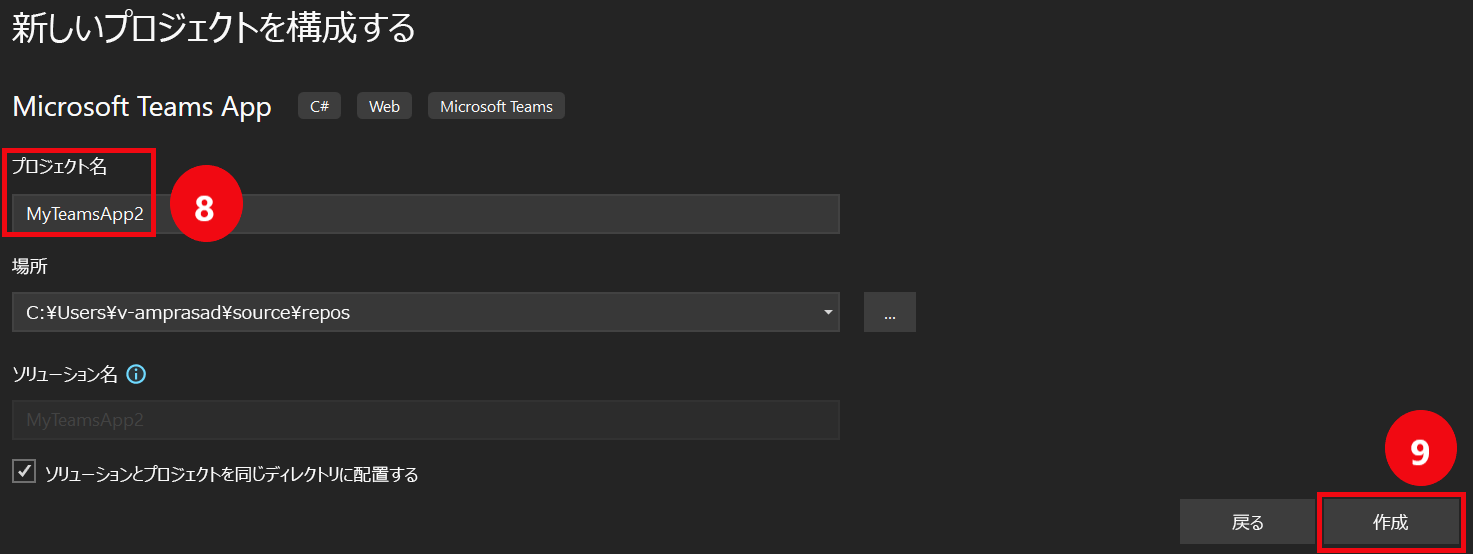 新しいプロジェクトを構成する
Microsoft Teams App C# Web Microsoft Teams
プロジェクト名
MyTeamsApp2
8
場所
C:¥Users¥v-amprasad¥source¥repos
...
ソリューション名
MyTeamsApp2
ソリューションとプロジェクトを同じディレクトリに配置する
9
戻る 作成